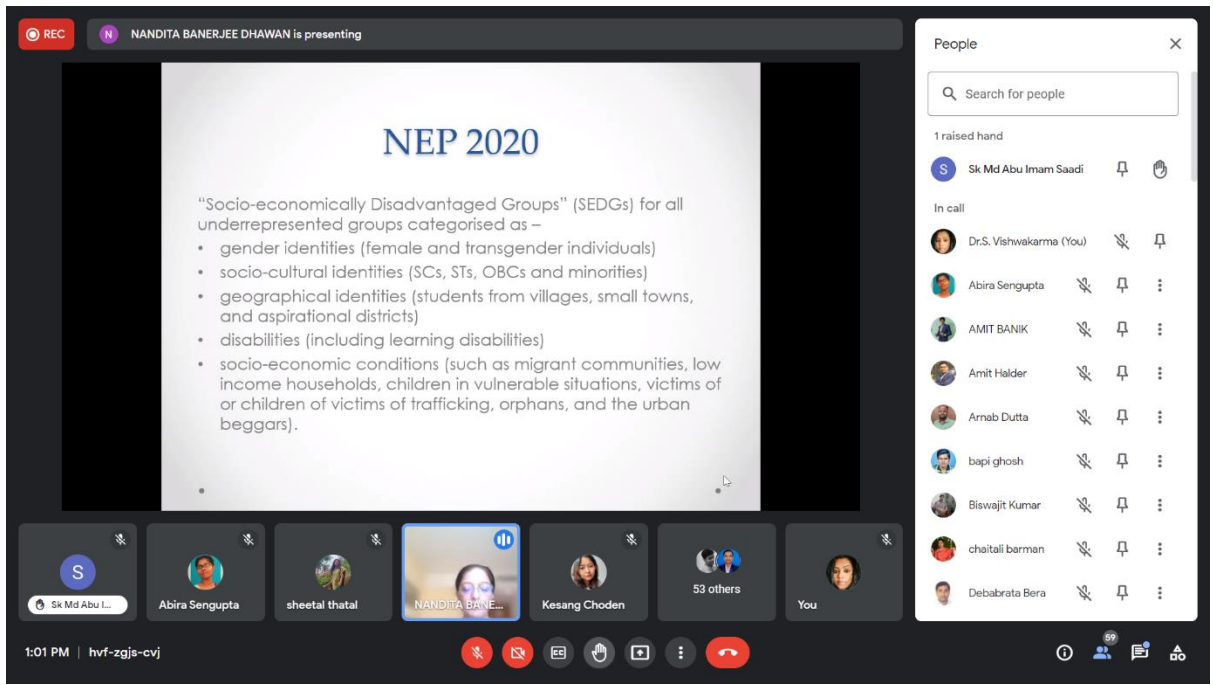 REC
N NANDITA BANERJEE DHAWAN is presenting
NEP 2020
“Socio-economically Disadvantaged Groups” (SEDGs) for all
underrepresented groups categorised as –
• gender identities (female and transgender individuals)
• socio-cultural identities (SCs, STs, OBCs and minorities)
• geographical identities (students from villages, small towns,
and aspirational districts)
• disabilities (including learning disabilities)
• socio-economic conditions (such as migrant communities, low
income households, children in vulnerable situations, victims of
or children of victims of trafficking, orphans, and the urban
beggars).
S
Sk Md Abu I...
Abira Sengupta
sheetal thatal
NANDITA BANE...
Kesang Choden
53 others
You
1:01 PM | hvf-zgjs-cvj
CC
People
Search for people
1 raised hand
S Sk Md Abu Imam Saadi
In call
Dr.S. Vishwakarma (You)
Abira Sengupta
AMIT BANIK
Amit Halder
Arnab Dutta
bapi ghosh
Biswajit Kumar
chaitali barman
Debabrata Bera
59